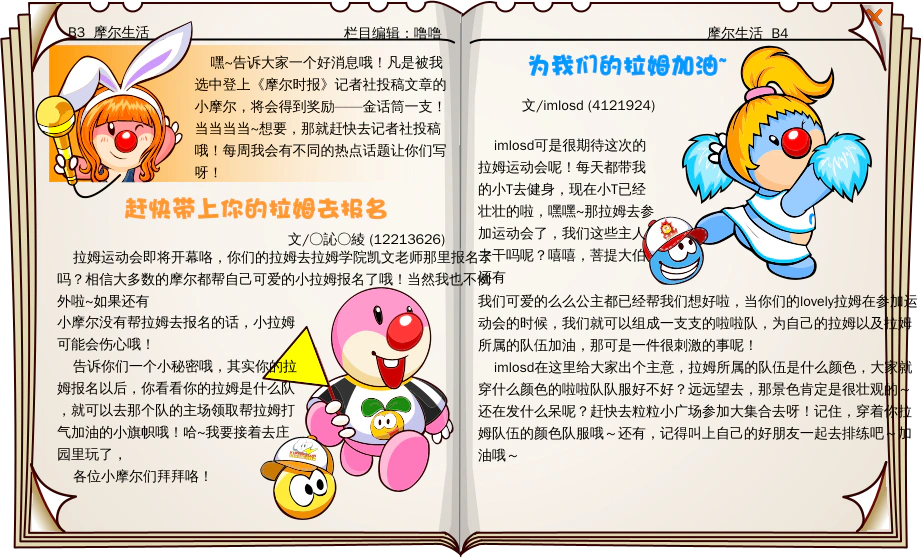 B3  摩尔生活
栏目编辑：噜噜
嘿~告诉大家一个好消息哦！凡是被我
选中登上《摩尔时报》记者社投稿文章的
小摩尔，将会得到奖励——金话筒一支！
当当当当~想要，那就赶快去记者社投稿
哦！每周我会有不同的热点话题让你们写
呀！
赶快带上你的拉姆去报名
文/〇訫〇綾 (12213626)
拉姆运动会即将开幕咯，你们的拉姆去拉姆学院凯文老师那里报名了
吗？相信大多数的摩尔都帮自己可爱的小拉姆报名了哦！当然我也不例
外啦~如果还有
小摩尔没有帮拉姆去报名的话，小拉姆
可能会伤心哦！
告诉你们一个小秘密哦，其实你的拉
姆报名以后，你看看你的拉姆是什么队
，就可以去那个队的主场领取帮拉姆打
气加油的小旗帜哦！哈~我要接着去庄
园里玩了，
各位小摩尔们拜拜咯！
摩尔生活  B4
为我们的拉姆加油~
文/imlosd (4121924)
imlosd可是很期待这次的
拉姆运动会呢！每天都带我
的小T去健身，现在小T已经
壮壮的啦，嘿嘿~那拉姆去参
加运动会了，我们这些主人
去干吗呢？嘻嘻，菩提大伯
还有
我们可爱的么么公主都已经帮我们想好啦，当你们的lovely拉姆在参加运
动会的时候，我们就可以组成一支支的啦啦队，为自己的拉姆以及拉姆
所属的队伍加油，那可是一件很刺激的事呢！
imlosd在这里给大家出个主意，拉姆所属的队伍是什么颜色，大家就
穿什么颜色的啦啦队队服好不好？远远望去，那景色肯定是很壮观的~
还在发什么呆呢？赶快去粒粒小广场参加大集合去呀！记住，穿着你拉
姆队伍的颜色队服哦～还有，记得叫上自己的好朋友一起去排练吧～加
油哦～